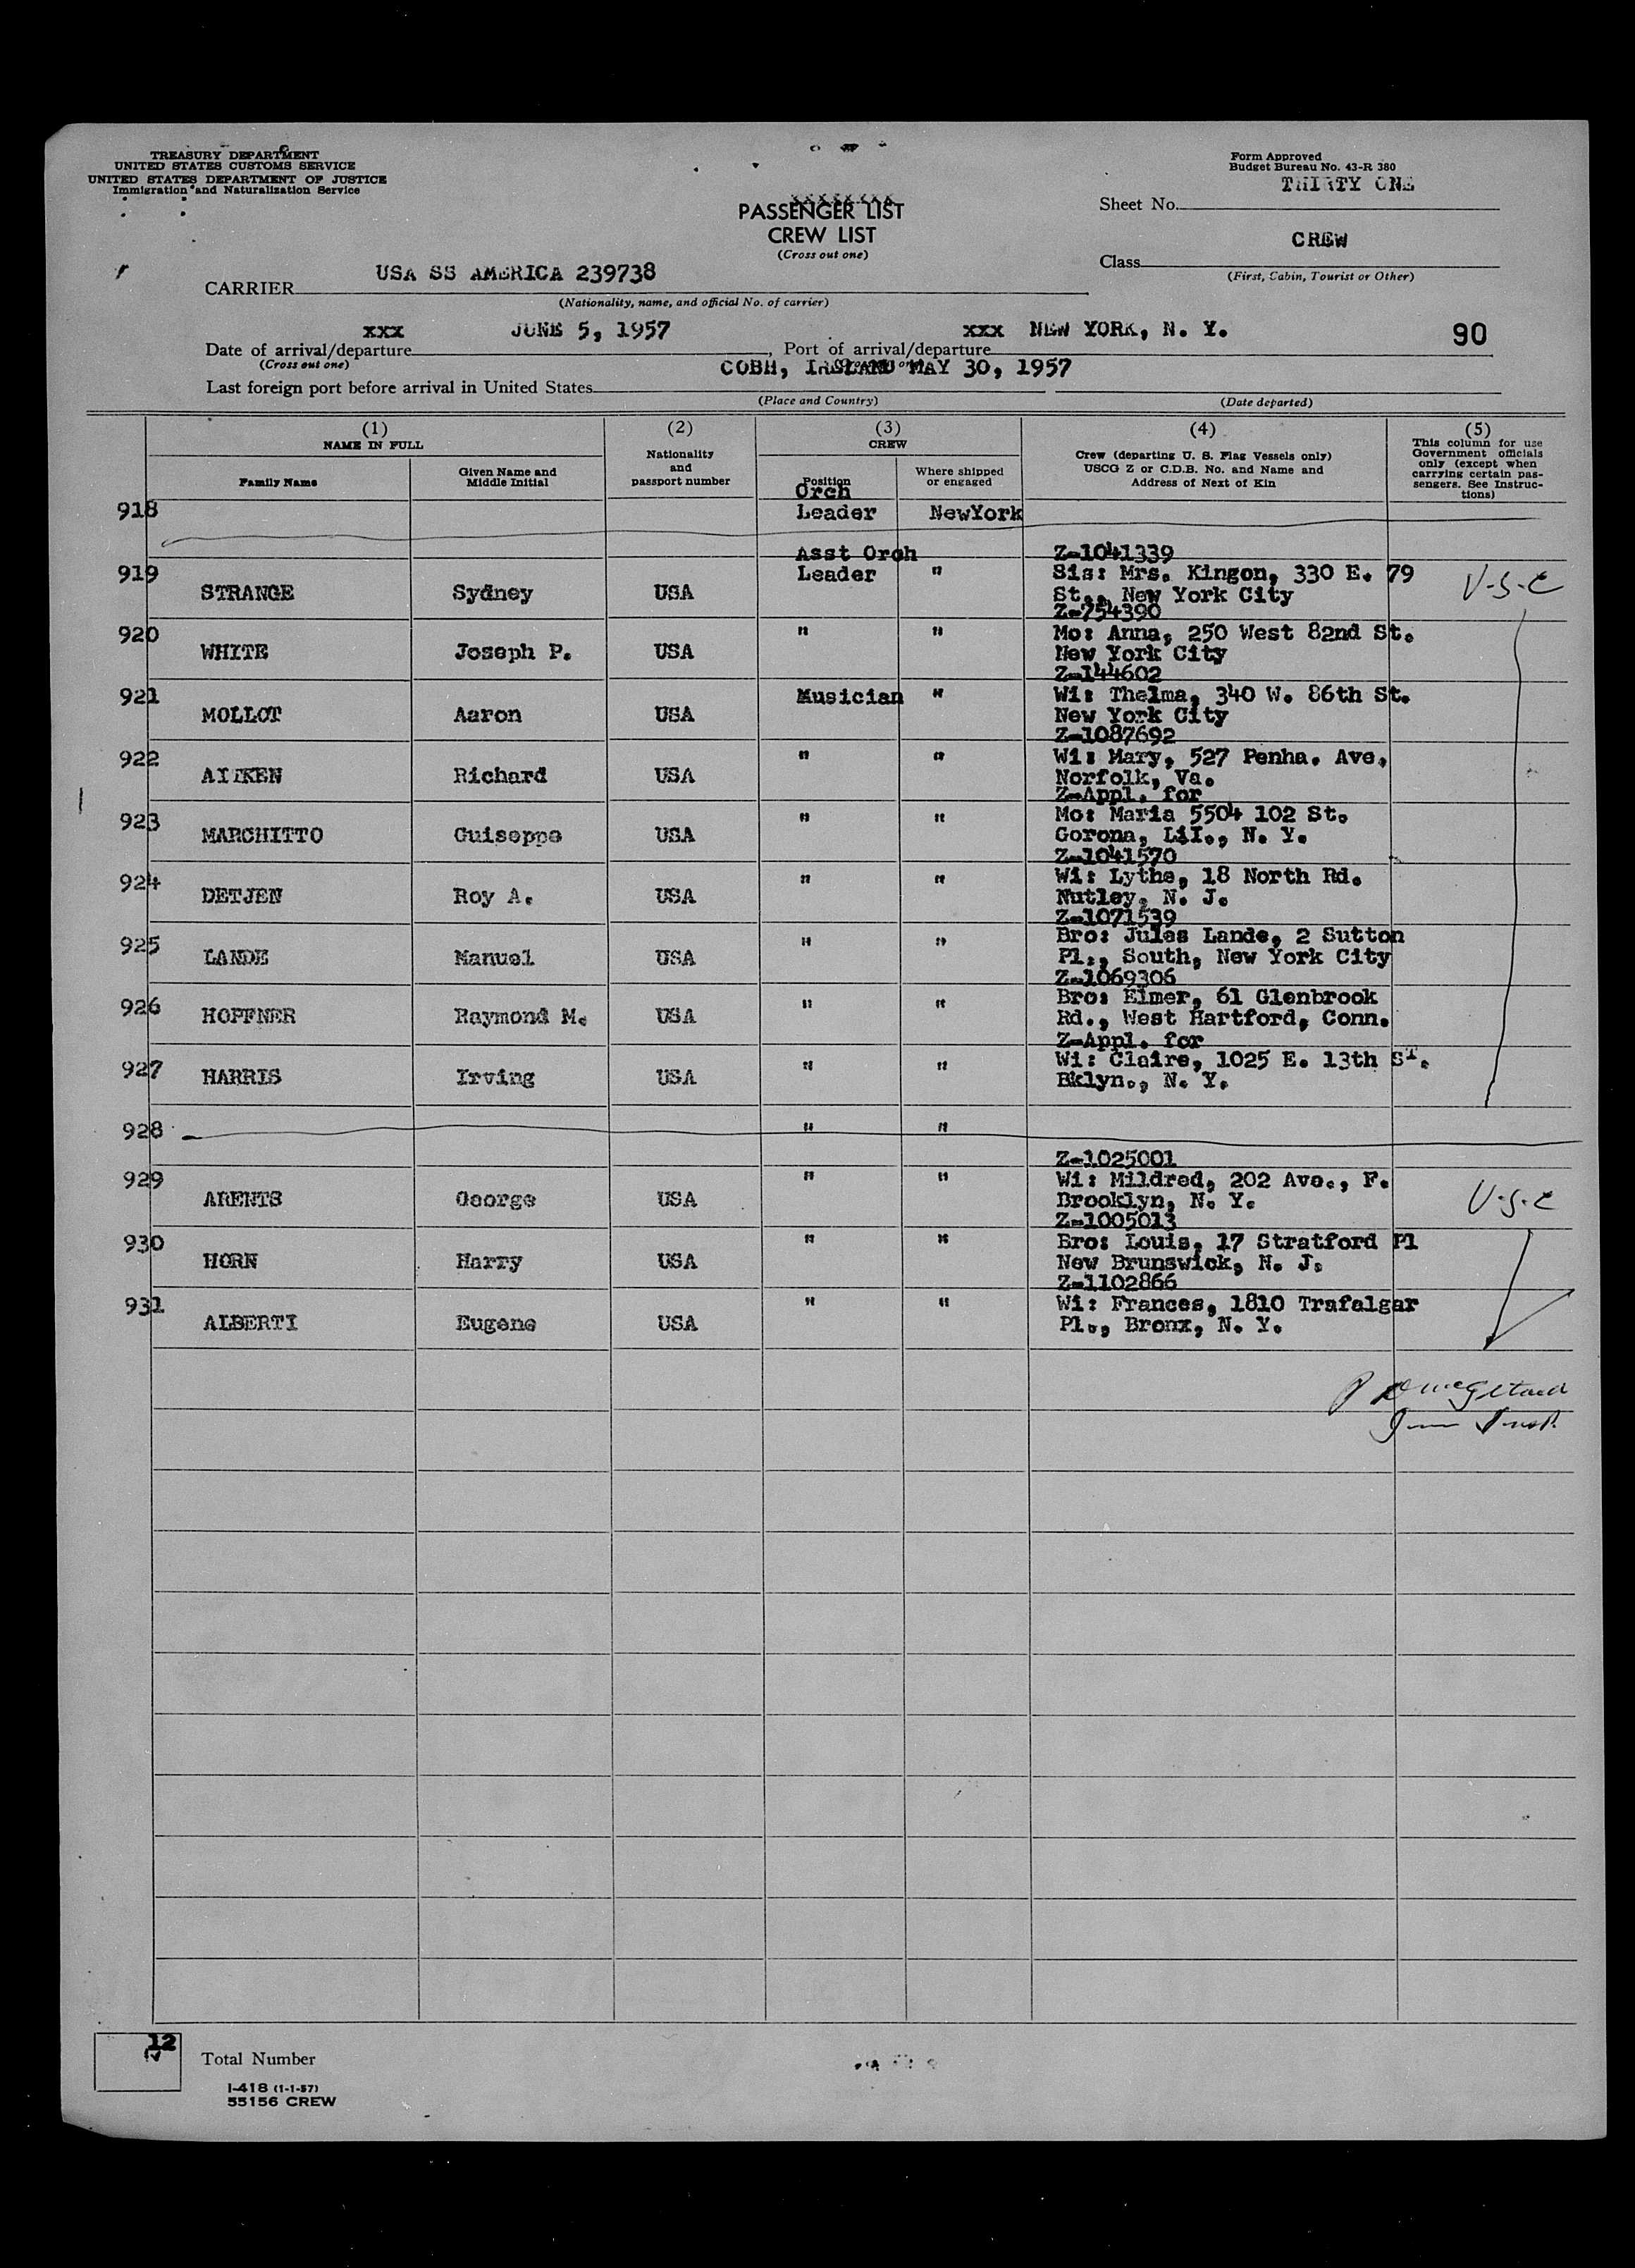 TREASURY DEPARTMENT
UNITED STATES CUSTOMS SERVICE
UNITED STATES DEPARTMENT OF JUSTICE
Immigration and Naturalization Service
Form Approved
Budget Bureau No. 43-R 380
THIRTY ONE
Sheet No.
xxxxxxxxx
PASSENGER LIST
CREW LIST
(Cross out one)
CREW
Class
(First, Cabin, Tourist or Other)
USA SS AMERICA 239738
CARRIER
(Nationality, name, and official No. of carrier)
xxx JUNE 5, 1957 xxx NEW YORK, N. Y. 90
Date of arrival/departure, Port of arrival/departure
(Cross out one)
COBH, IRELAND MAY 30, 1957
Last foreign port before arrival in United States
(Place and Country) (Date departed)
(1) NAME IN FULL
Family Name
Given Name and Middle Initial
(2) Nationality and passport number
(3) CREW
Position
Where shipped or engaged
(4) Crew (departing U. S. Flag Vessels only) USCG Z or C.D.B. No. and Name and Address of Next of Kin
(5) This column for use Government officials only (except when carrying certain passengers. See Instructions)
918 Orch Leader NewYork
919 STRANGE Sydney USA Asst Orch Leader " Z-1041339 Sis: Mrs. Kingon, 330 E. 79 St., New York City U-S-C
920 WHITE Joseph P. USA " " Z-754390 Mo: Anna, 250 West 82nd St. New York City
921 MOLLOT Aaron USA Musician " Z-144602 Wi: Thelma, 340 W. 86th St. New York City
922 AITKEN Richard USA " " Z-1087692 Wi: Mary, 527 Penha. Ave, Norfolk, Va.
923 MARCHITTO Guiseppe USA " " Z-Appl. for Mo: Maria 5504 102 St. Gorona, LiI., N. Y.
924 DETJEN Roy A. USA " " Z-1041570 Wi: Lythe, 18 North Rd. Nutley, N. J.
925 LANDE Manuel USA " " Z-1071539 Bro: Jules Lande, 2 Sutton Pl., South, New York City
926 HOPFNER Raymond M. USA " " Z-1069306 Bro: Elmer, 61 Glenbrook Rd., West Hartford, Conn.
927 HARRIS Irving USA " " Z-Appl. for Wi: Claire, 1025 E. 13th ST. Bklyn., N. Y.
928 " "
929 ARENTS George USA " " Z-1025001 Wi: Mildred, 202 Ave., F. Brooklyn, N. Y. U-S-C
930 HORN Harry USA " " Z-1005013 Bro: Louis, 17 Stratford Pl New Brunswick, N. J.
931 ALBERTI Eugene USA " " Z-1102866 Wi: Frances, 1810 Trafalgar Pl., Bronx, N. Y.
12
Total Number
I-418 (1-1-57)
55156 CREW